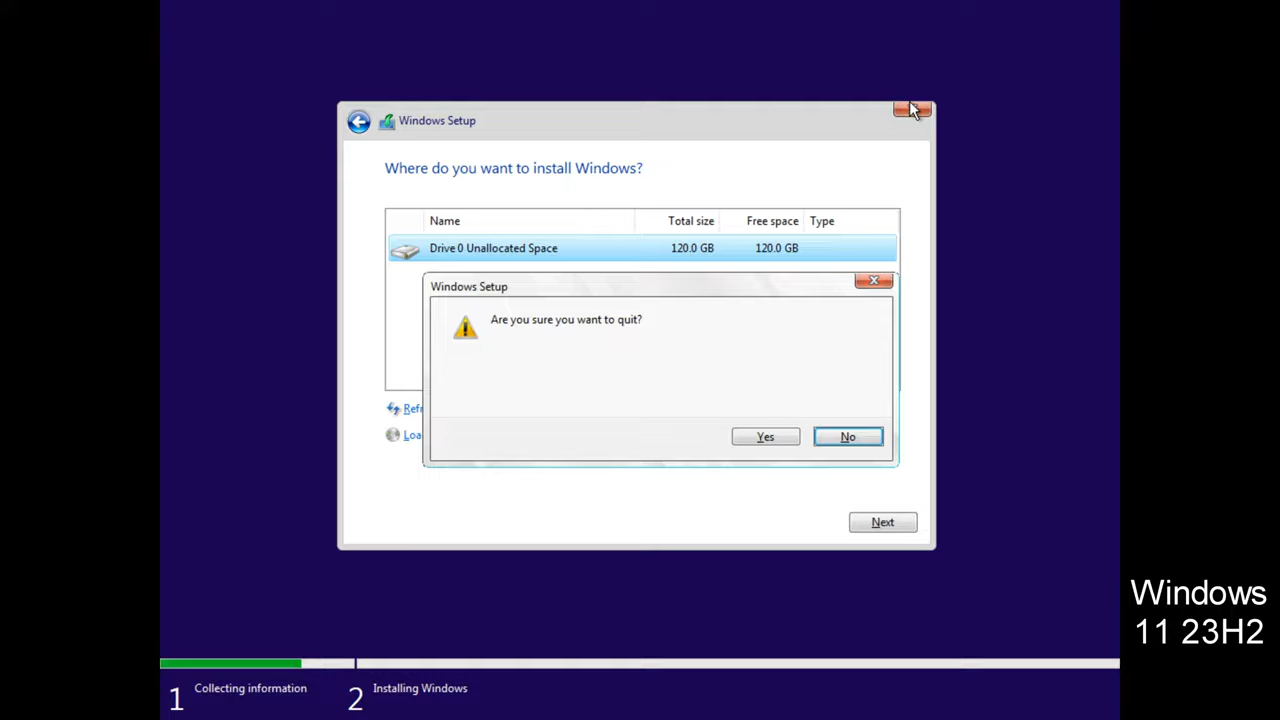 Windows Setup
Where do you want to install Windows?
Name Total size Free space Type
Drive 0 Unallocated Space 120.0 GB 120.0 GB
Windows Setup
Are you sure you want to quit?
Refr
Loa
Yes No
Next
Windows
11 23H2
1 Collecting information 2 Installing Windows